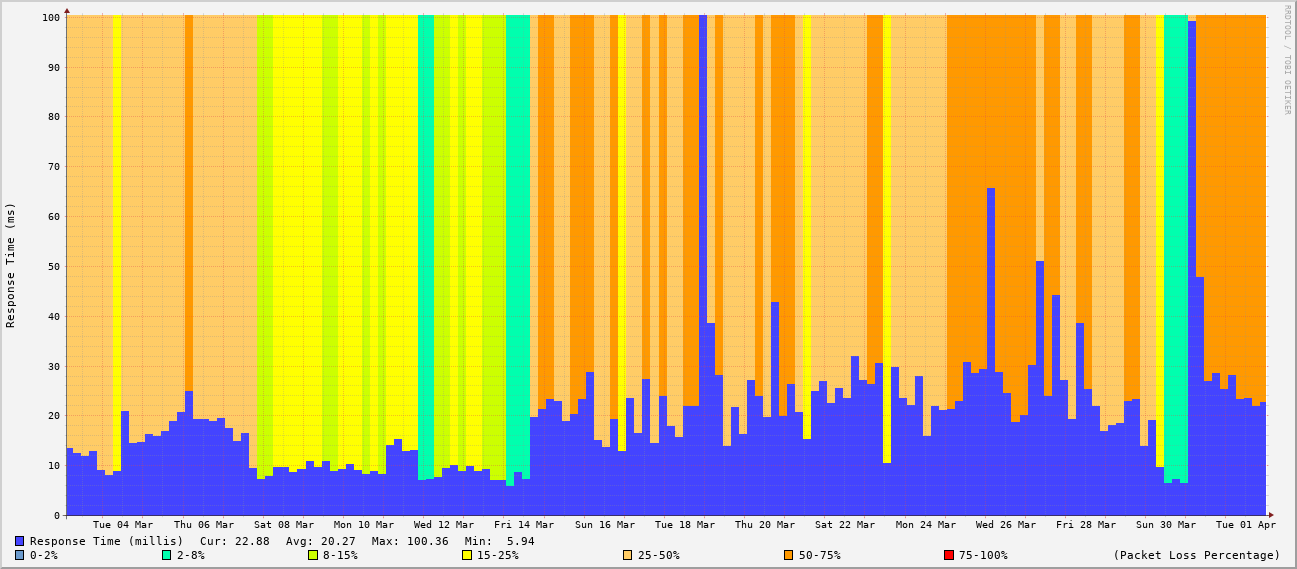 RRDTOOL / TOBI OETIKER
Response Time (ms)
100
90
80
70
60
50
40
30
20
10
0
Tue 04 Mar Thu 06 Mar Sat 08 Mar Mon 10 Mar Wed 12 Mar Fri 14 Mar Sun 16 Mar Tue 18 Mar Thu 20 Mar Sat 22 Mar Mon 24 Mar Wed 26 Mar Fri 28 Mar Sun 30 Mar Tue 01 Apr
Response Time (millis) Cur: 22.88 Avg: 20.27 Max: 100.36 Min: 5.94
0-2% 2-8% 8-15% 15-25% 25-50% 50-75% 75-100% (Packet Loss Percentage)